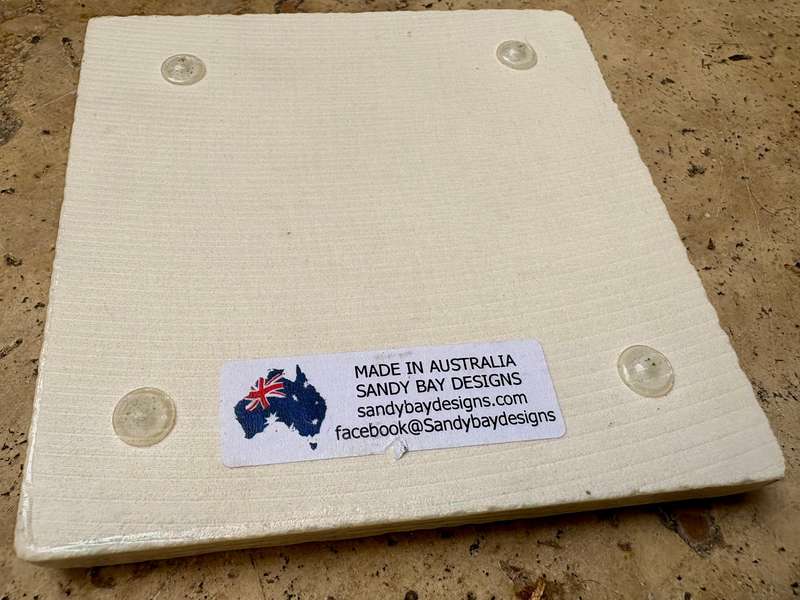 MADE IN AUSTRALIA
SANDY BAY DESIGNS
sandybaydesigns.com
facebook@Sandybaydesigns